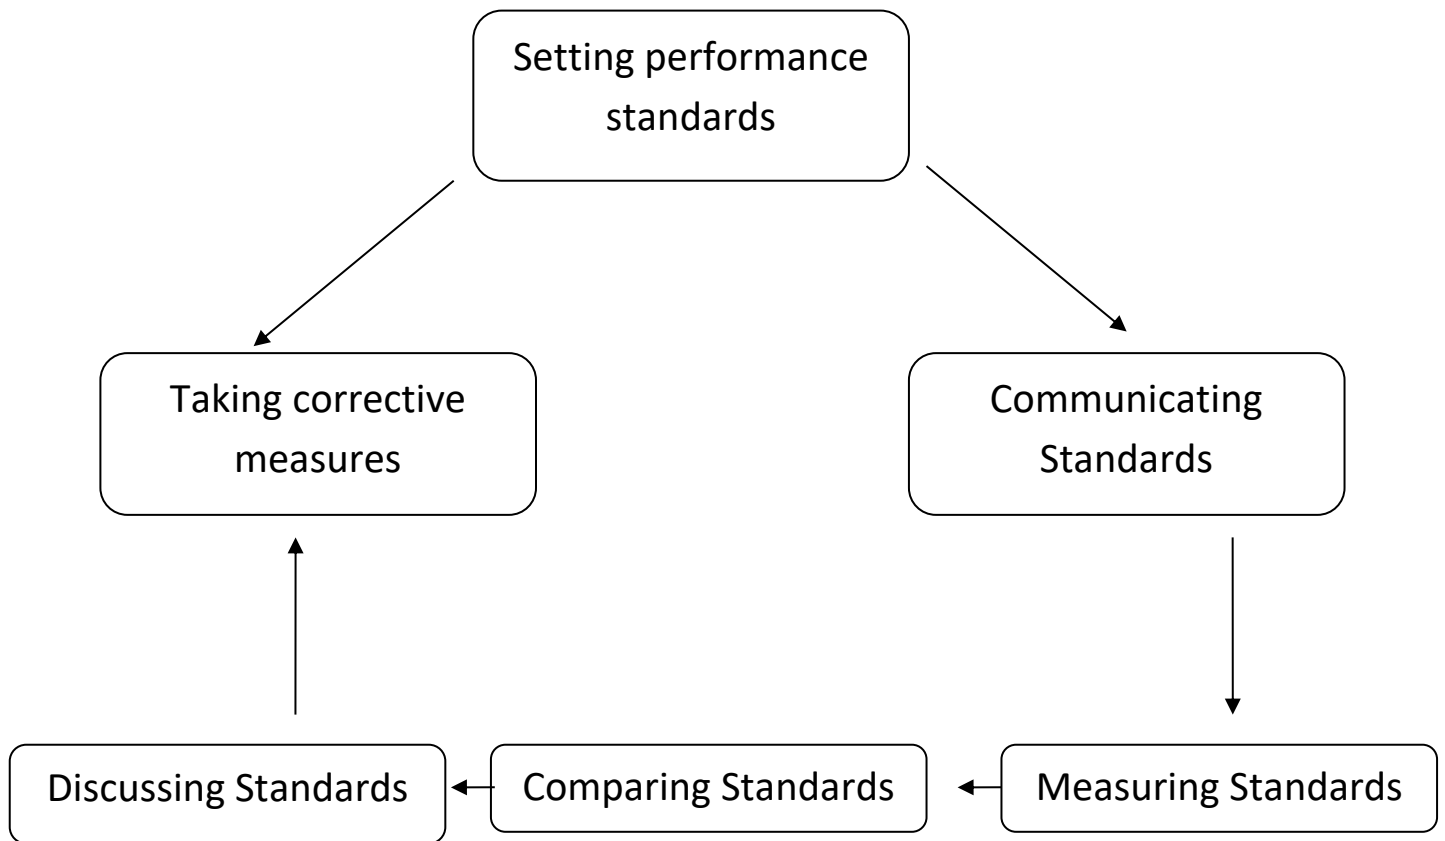 Setting performance
standards
Taking corrective
measures
Communicating
Standards
Discussing Standards
Comparing Standards
Measuring Standards